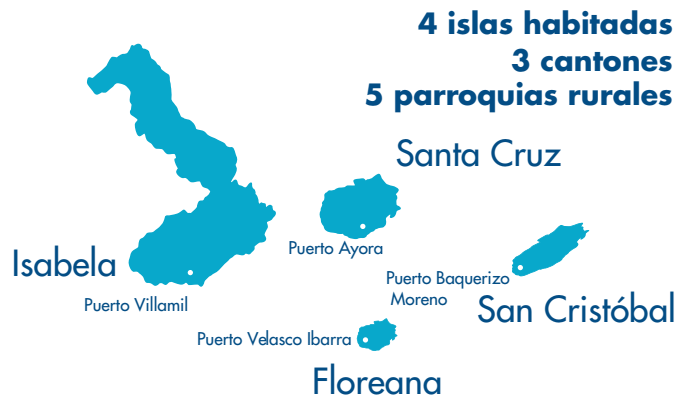 4 islas habitadas
3 cantones
5 parroquias rurales
Santa Cruz
Puerto Ayora
Isabela
Puerto Villamil
Puerto Baquerizo
Moreno
San Cristóbal
Puerto Velasco Ibarra
Floreana